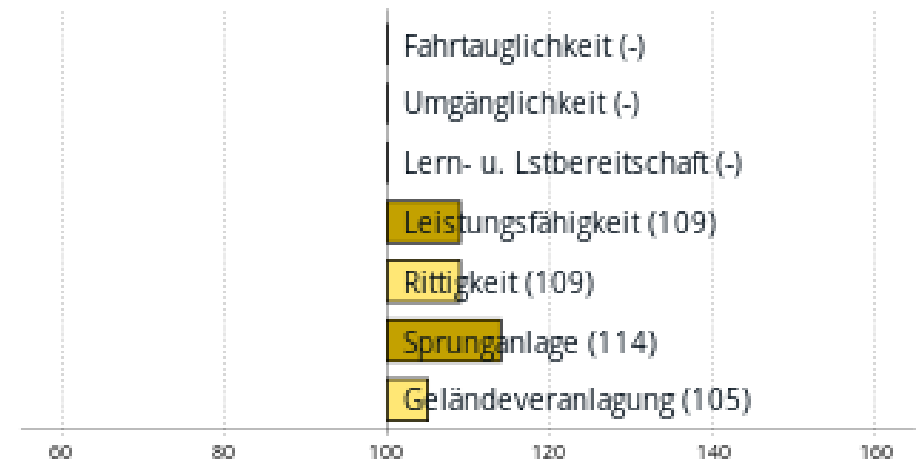 Fahrtauglichkeit (-)
Umgänglichkeit (-)
Lern- u. Lstbereitschaft (-)
Leistungsfähigkeit (109)
Rittigkeit (109)
Sprunganlage (114)
Geländeveranlagung (105)
60 80 100 120 140 160